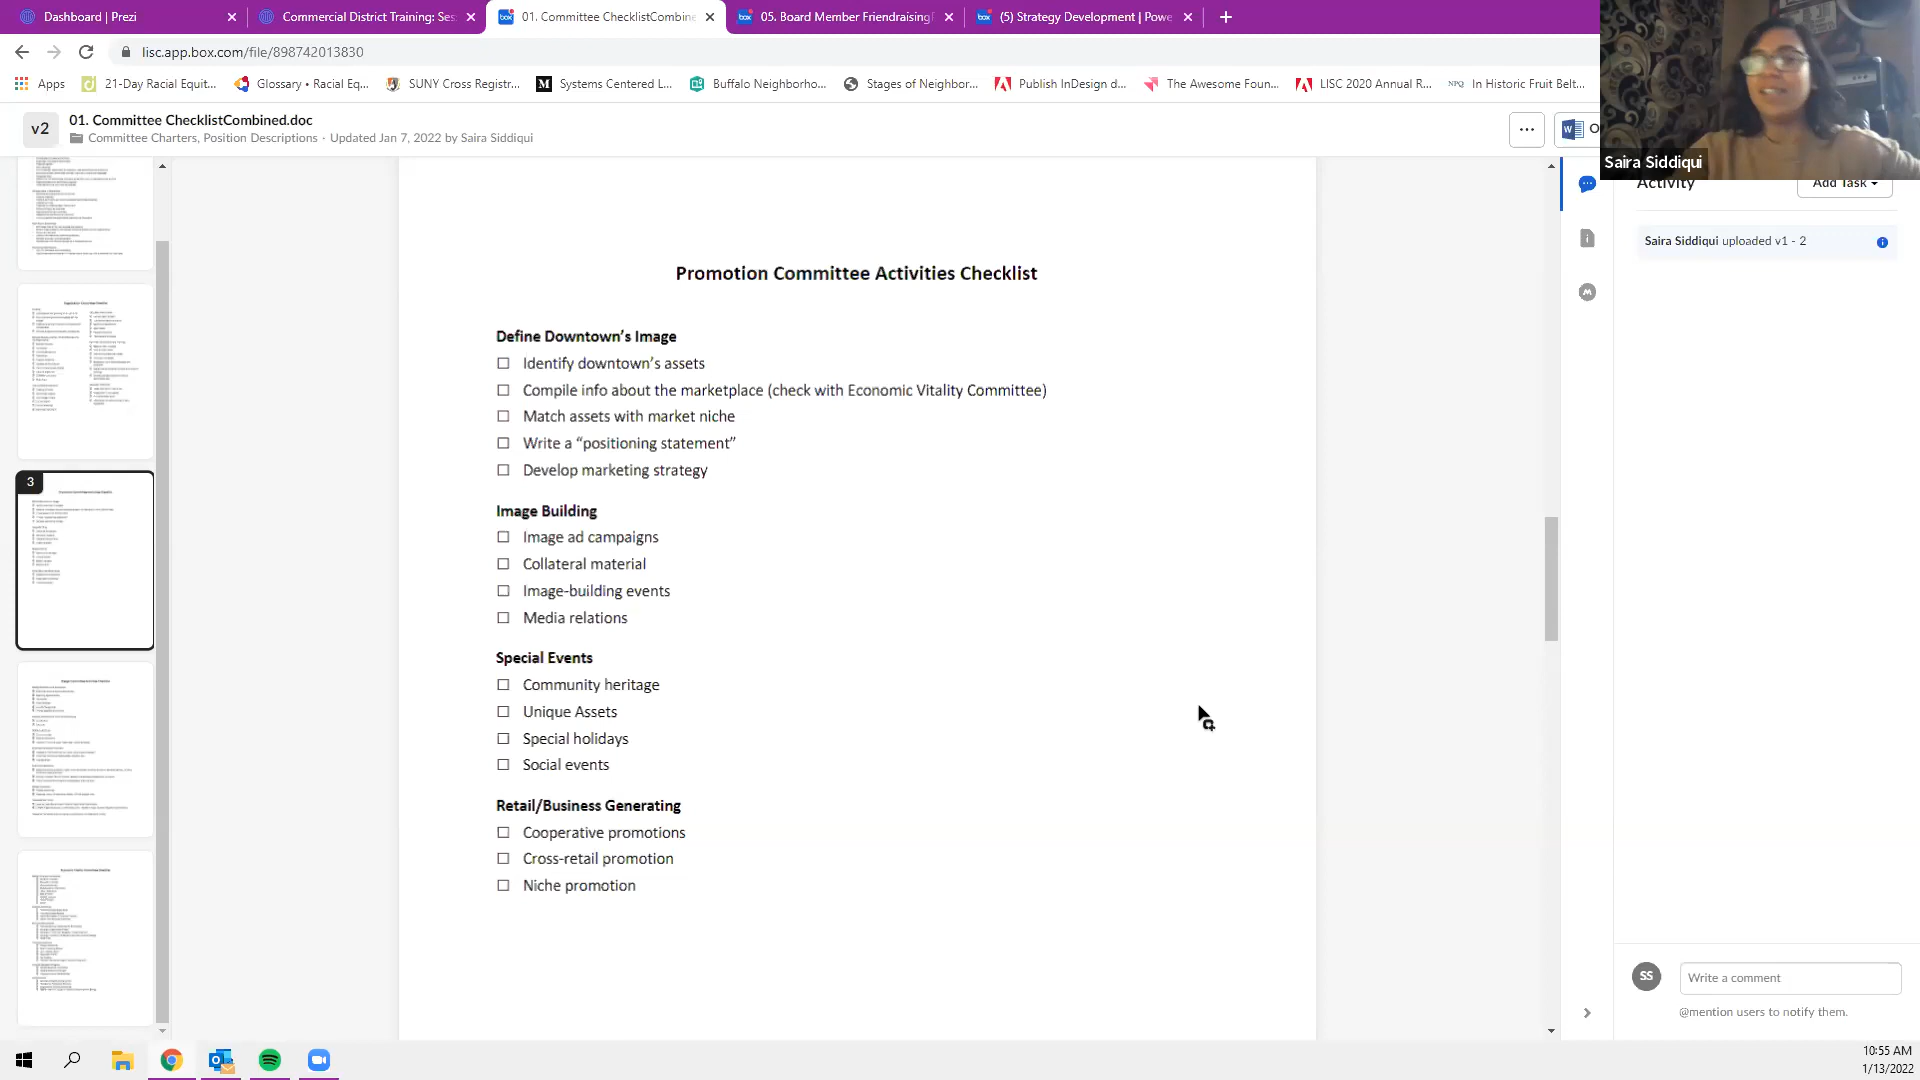 Dashboard | Prezi
Commercial District Training: Ses
01. Committee ChecklistCombine
05. Board Member Friendraising
(5) Strategy Development | Powe
lisc.app.box.com/file/898742013830
Apps
21-Day Racial Equit...
Glossary • Racial Eq...
SUNY Cross Registr...
Systems Centered L...
Buffalo Neighborho...
Stages of Neighbor...
Publish InDesign d...
The Awesome Foun...
LISC 2020 Annual R...
NPQ In Historic Fruit Belt...
v2
01. Committee ChecklistCombined.doc
Committee Charters, Position Descriptions · Updated Jan 7, 2022 by Saira Siddiqui
Saira Siddiqui
Activity
Add Task
Saira Siddiqui uploaded v1 - 2
3
Promotion Committee Activities Checklist
Define Downtown’s Image
☐ Identify downtown’s assets
☐ Compile info about the marketplace (check with Economic Vitality Committee)
☐ Match assets with market niche
☐ Write a “positioning statement”
☐ Develop marketing strategy
Image Building
☐ Image ad campaigns
☐ Collateral material
☐ Image-building events
☐ Media relations
Special Events
☐ Community heritage
☐ Unique Assets
☐ Special holidays
☐ Social events
Retail/Business Generating
☐ Cooperative promotions
☐ Cross-retail promotion
☐ Niche promotion
SS
Write a comment
@mention users to notify them.
10:55 AM
1/13/2022